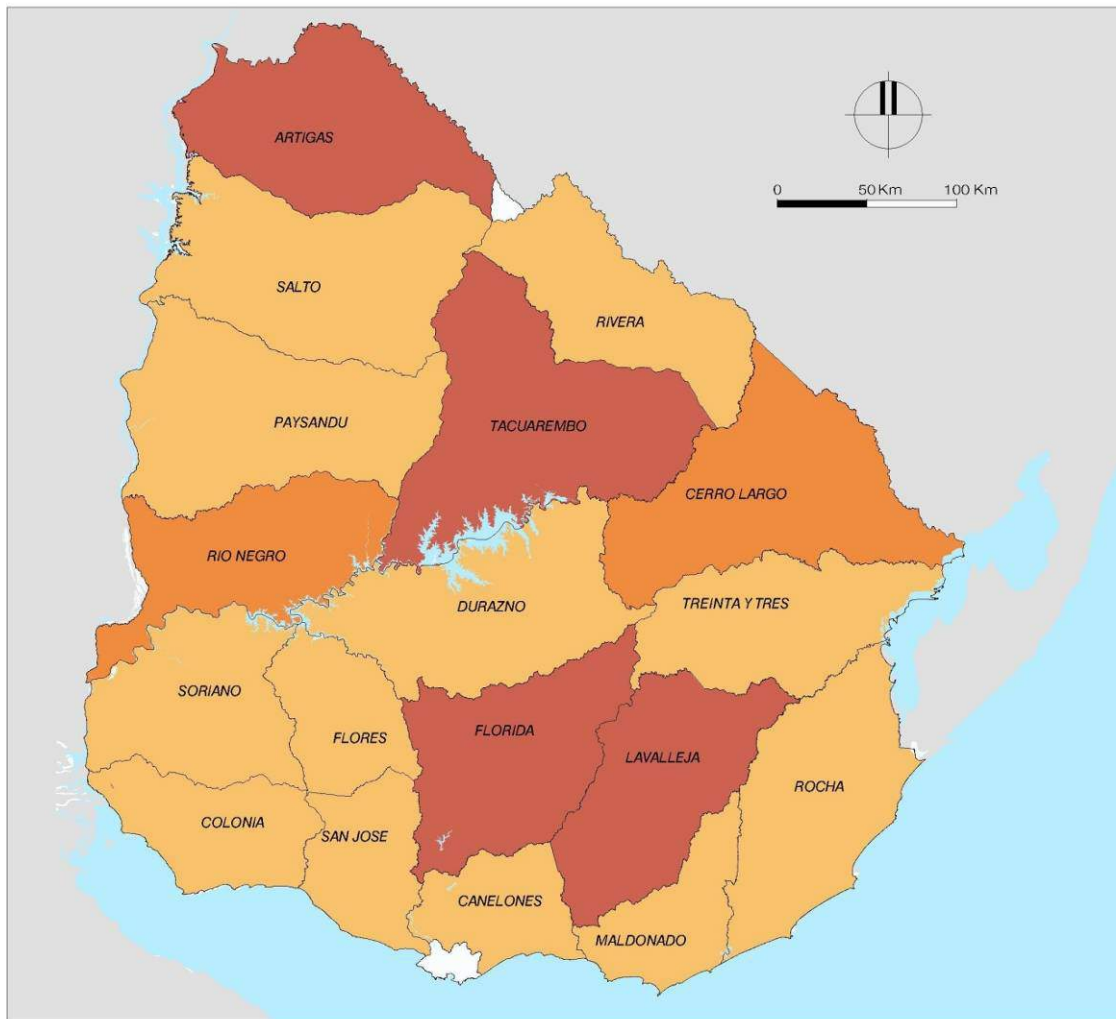 ARTIGAS
0 50 Km 100 Km
SALTO
RIVERA
PAYSANDU
TACUAREMBO
CERRO LARGO
RIO NEGRO
DURAZNO
TREINTA Y TRES
SORIANO
FLORES
FLORIDA
LAVALLEJA
ROCHA
COLONIA
SAN JOSE
CANELONES
MALDONADO